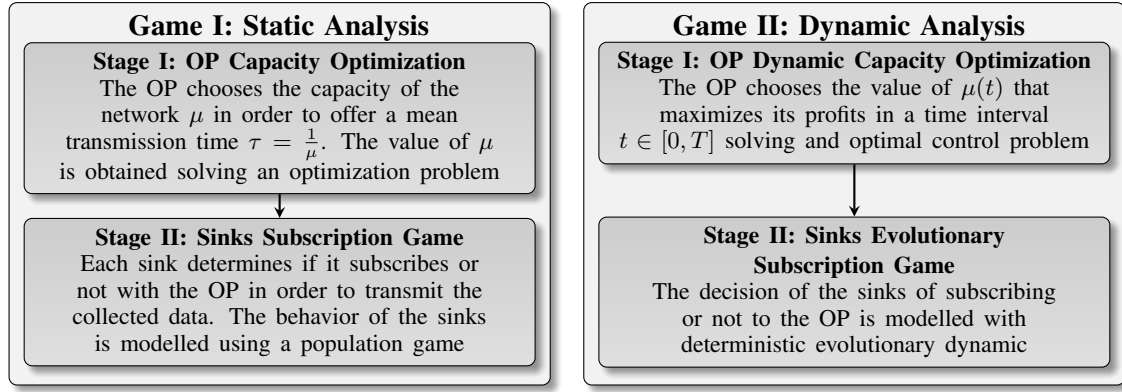 Game I: Static Analysis
Stage I: OP Capacity Optimization
The OP chooses the capacity of the
network μ in order to offer a mean
transmission time τ = 1/μ. The value of μ
is obtained solving an optimization problem
Stage II: Sinks Subscription Game
Each sink determines if it subscribes or
not with the OP in order to transmit the
collected data. The behavior of the sinks
is modelled using a population game
Game II: Dynamic Analysis
Stage I: OP Dynamic Capacity Optimization
The OP chooses the value of μ(t) that
maximizes its profits in a time interval
t ∈ [0, T] solving and optimal control problem
Stage II: Sinks Evolutionary
Subscription Game
The decision of the sinks of subscribing
or not to the OP is modelled with
deterministic evolutionary dynamic